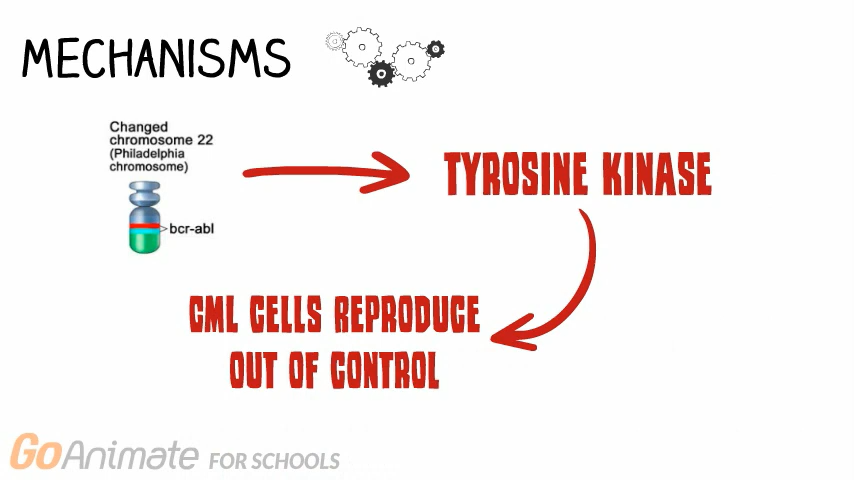 MECHANISMS
Changed
chromosome 22
(Philadelphia
chromosome)
bcr-abl
TYROSINE KINASE
CML CELLS REPRODUCE
OUT OF CONTROL
GoAnimate FOR SCHOOLS